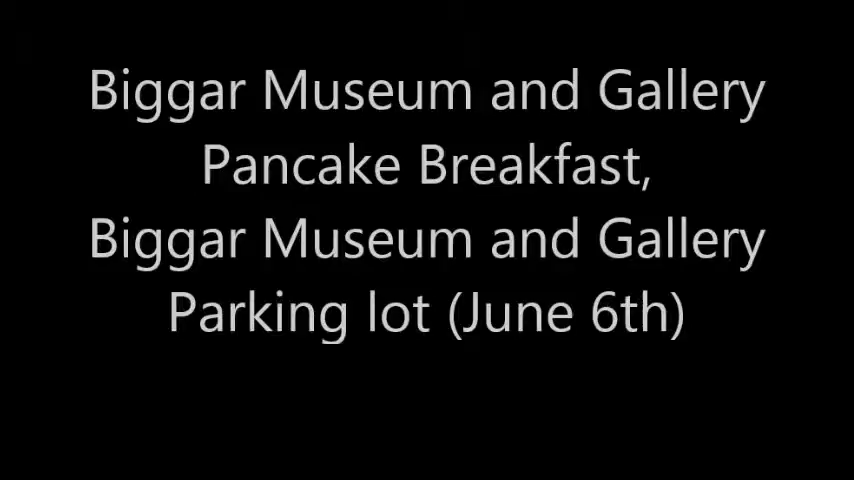 Biggar Museum and Gallery
Pancake Breakfast,
Biggar Museum and Gallery
Parking lot (June 6th)